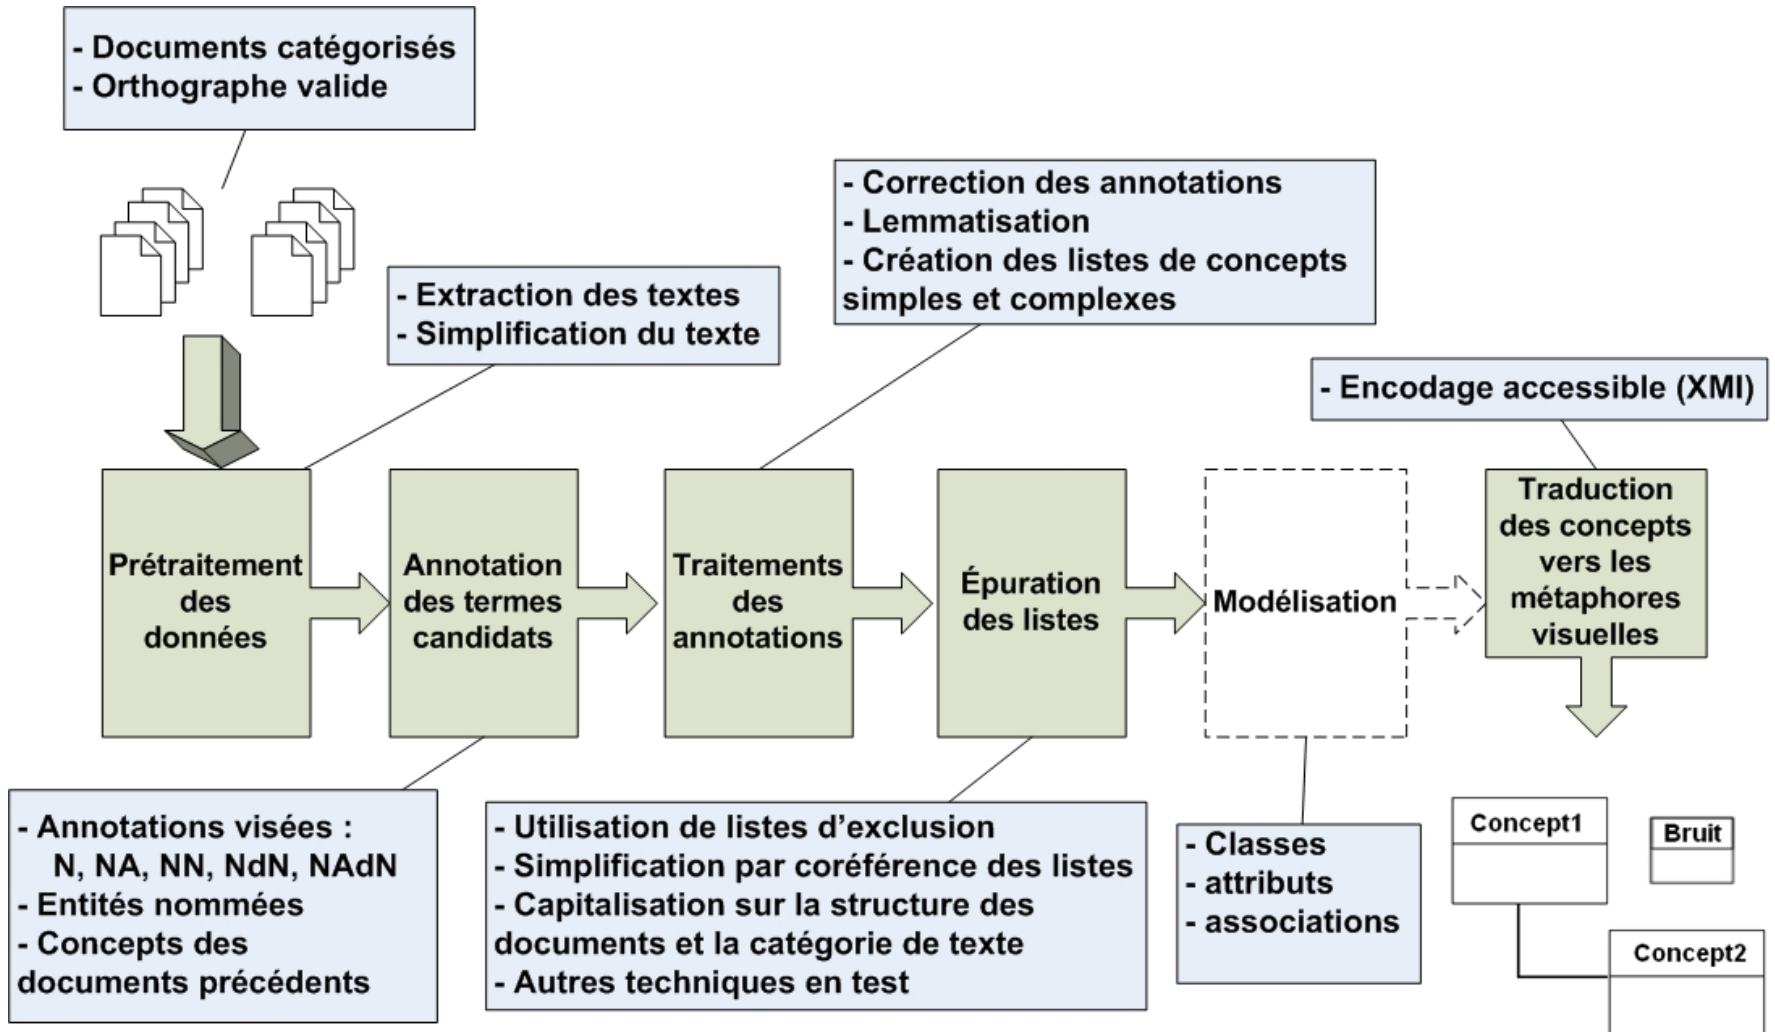 - Documents catégorisés
- Orthographe valide
- Correction des annotations
- Lemmatisation
- Création des listes de concepts
simples et complexes
- Extraction des textes
- Simplification du texte
- Encodage accessible (XMI)
Prétraitement
des
données
Annotation
des termes
candidats
Traitements
des
annotations
Épuration
des listes
Modélisation
Traduction
des concepts
vers les
métaphores
visuelles
- Annotations visées :
N, NA, NN, NdN, NAdN
- Entités nommées
- Concepts des
documents précédents
- Utilisation de listes d’exclusion
- Simplification par coréférence des listes
- Capitalisation sur la structure des
documents et la catégorie de texte
- Autres techniques en test
- Classes
- attributs
- associations
Concept1
Bruit
Concept2